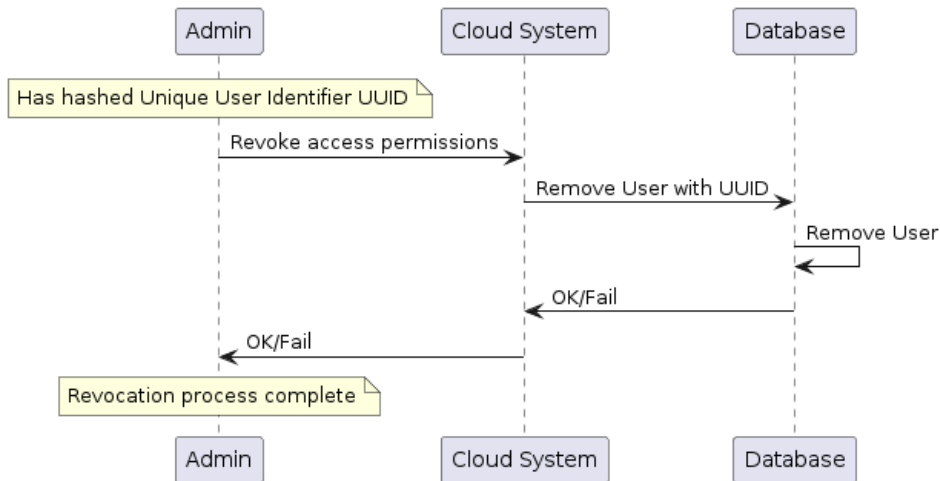 Admin
Cloud System
Database
Has hashed Unique User Identifier UUID
Revoke access permissions
Remove User with UUID
Remove User
OK/Fail
OK/Fail
Revocation process complete
Admin
Cloud System
Database